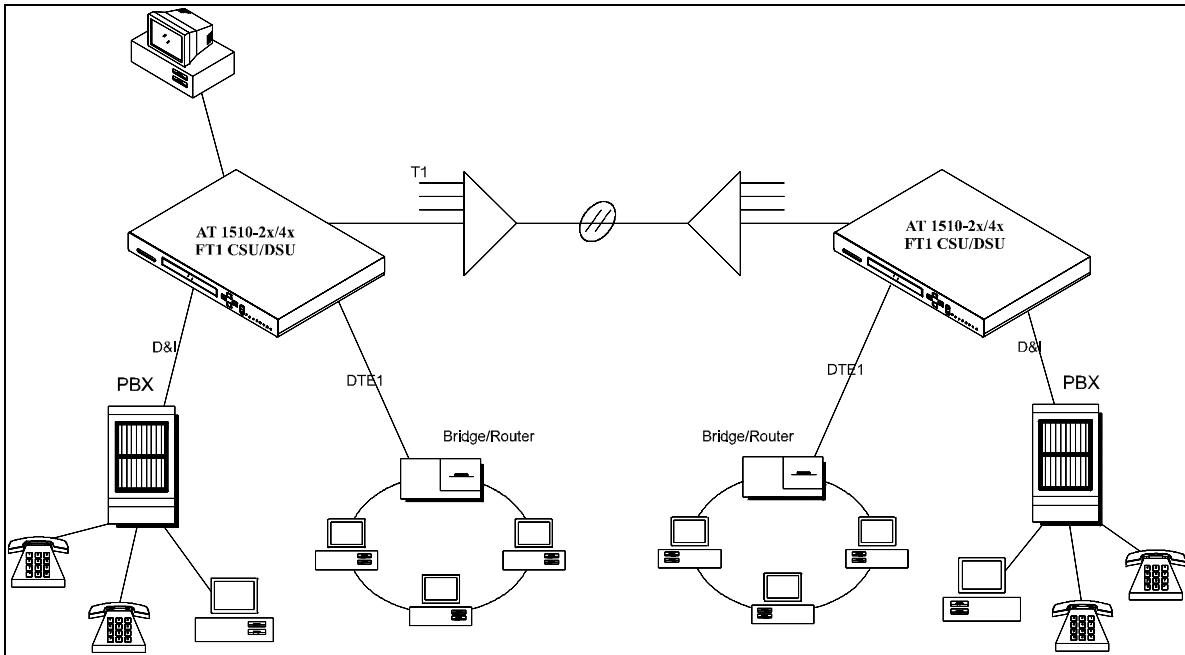 T1
AT 1510-2x/4x
FT1 CSU/DSU
AT 1510-2x/4x
FT1 CSU/DSU
D&I
DTE1
DTE1
D&I
PBX
PBX
Bridge/Router
Bridge/Router